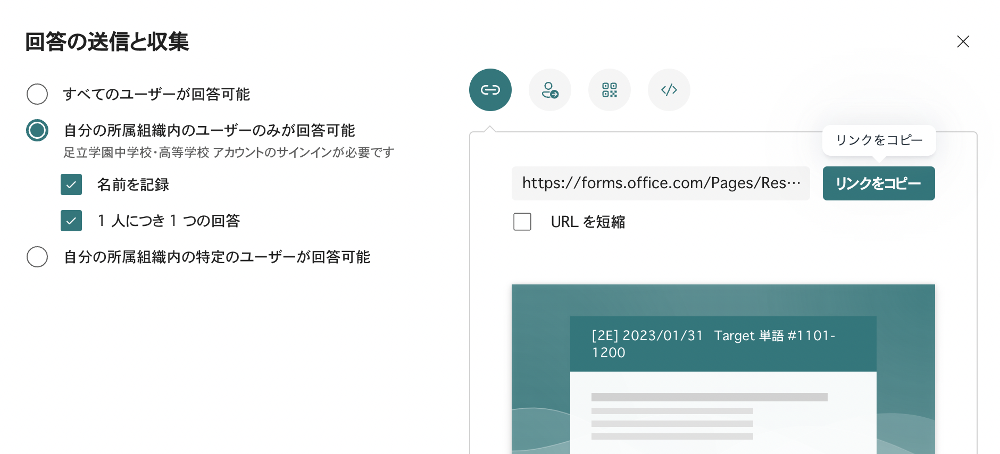 回答の送信と収集
すべてのユーザーが回答可能
自分の所属組織内のユーザーのみが回答可能
足立学園中学校・高等学校 アカウントのサインインが必要です
名前を記録
1 人につき 1 つの回答
自分の所属組織内の特定のユーザーが回答可能
リンクをコピー
https://forms.office.com/Pages/Res…
リンクをコピー
URL を短縮
[2E] 2023/01/31 Target 単語 #1101-
1200